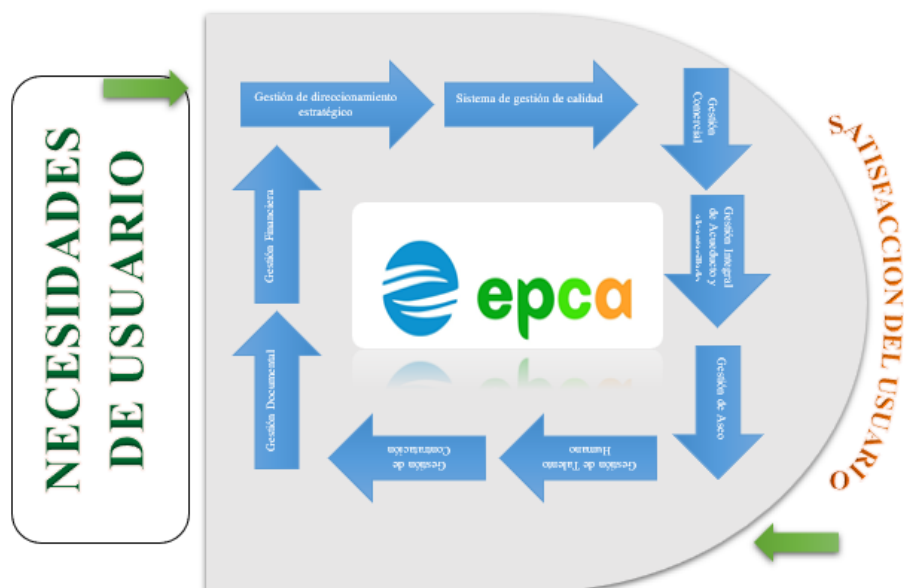 NECESIDADES
DE USUARIO
Gestión de direccionamiento
estratégico
Sistema de gestión de calidad
Gestión
Comercial
Gestión Integral
de Acueducto y
Gestión de Aseo
Gestión de Talento
Humano
Gestión de
Contratación
Gestión Documental
Gestión Financiera
epca
SATISFACCION DEL USUARIO